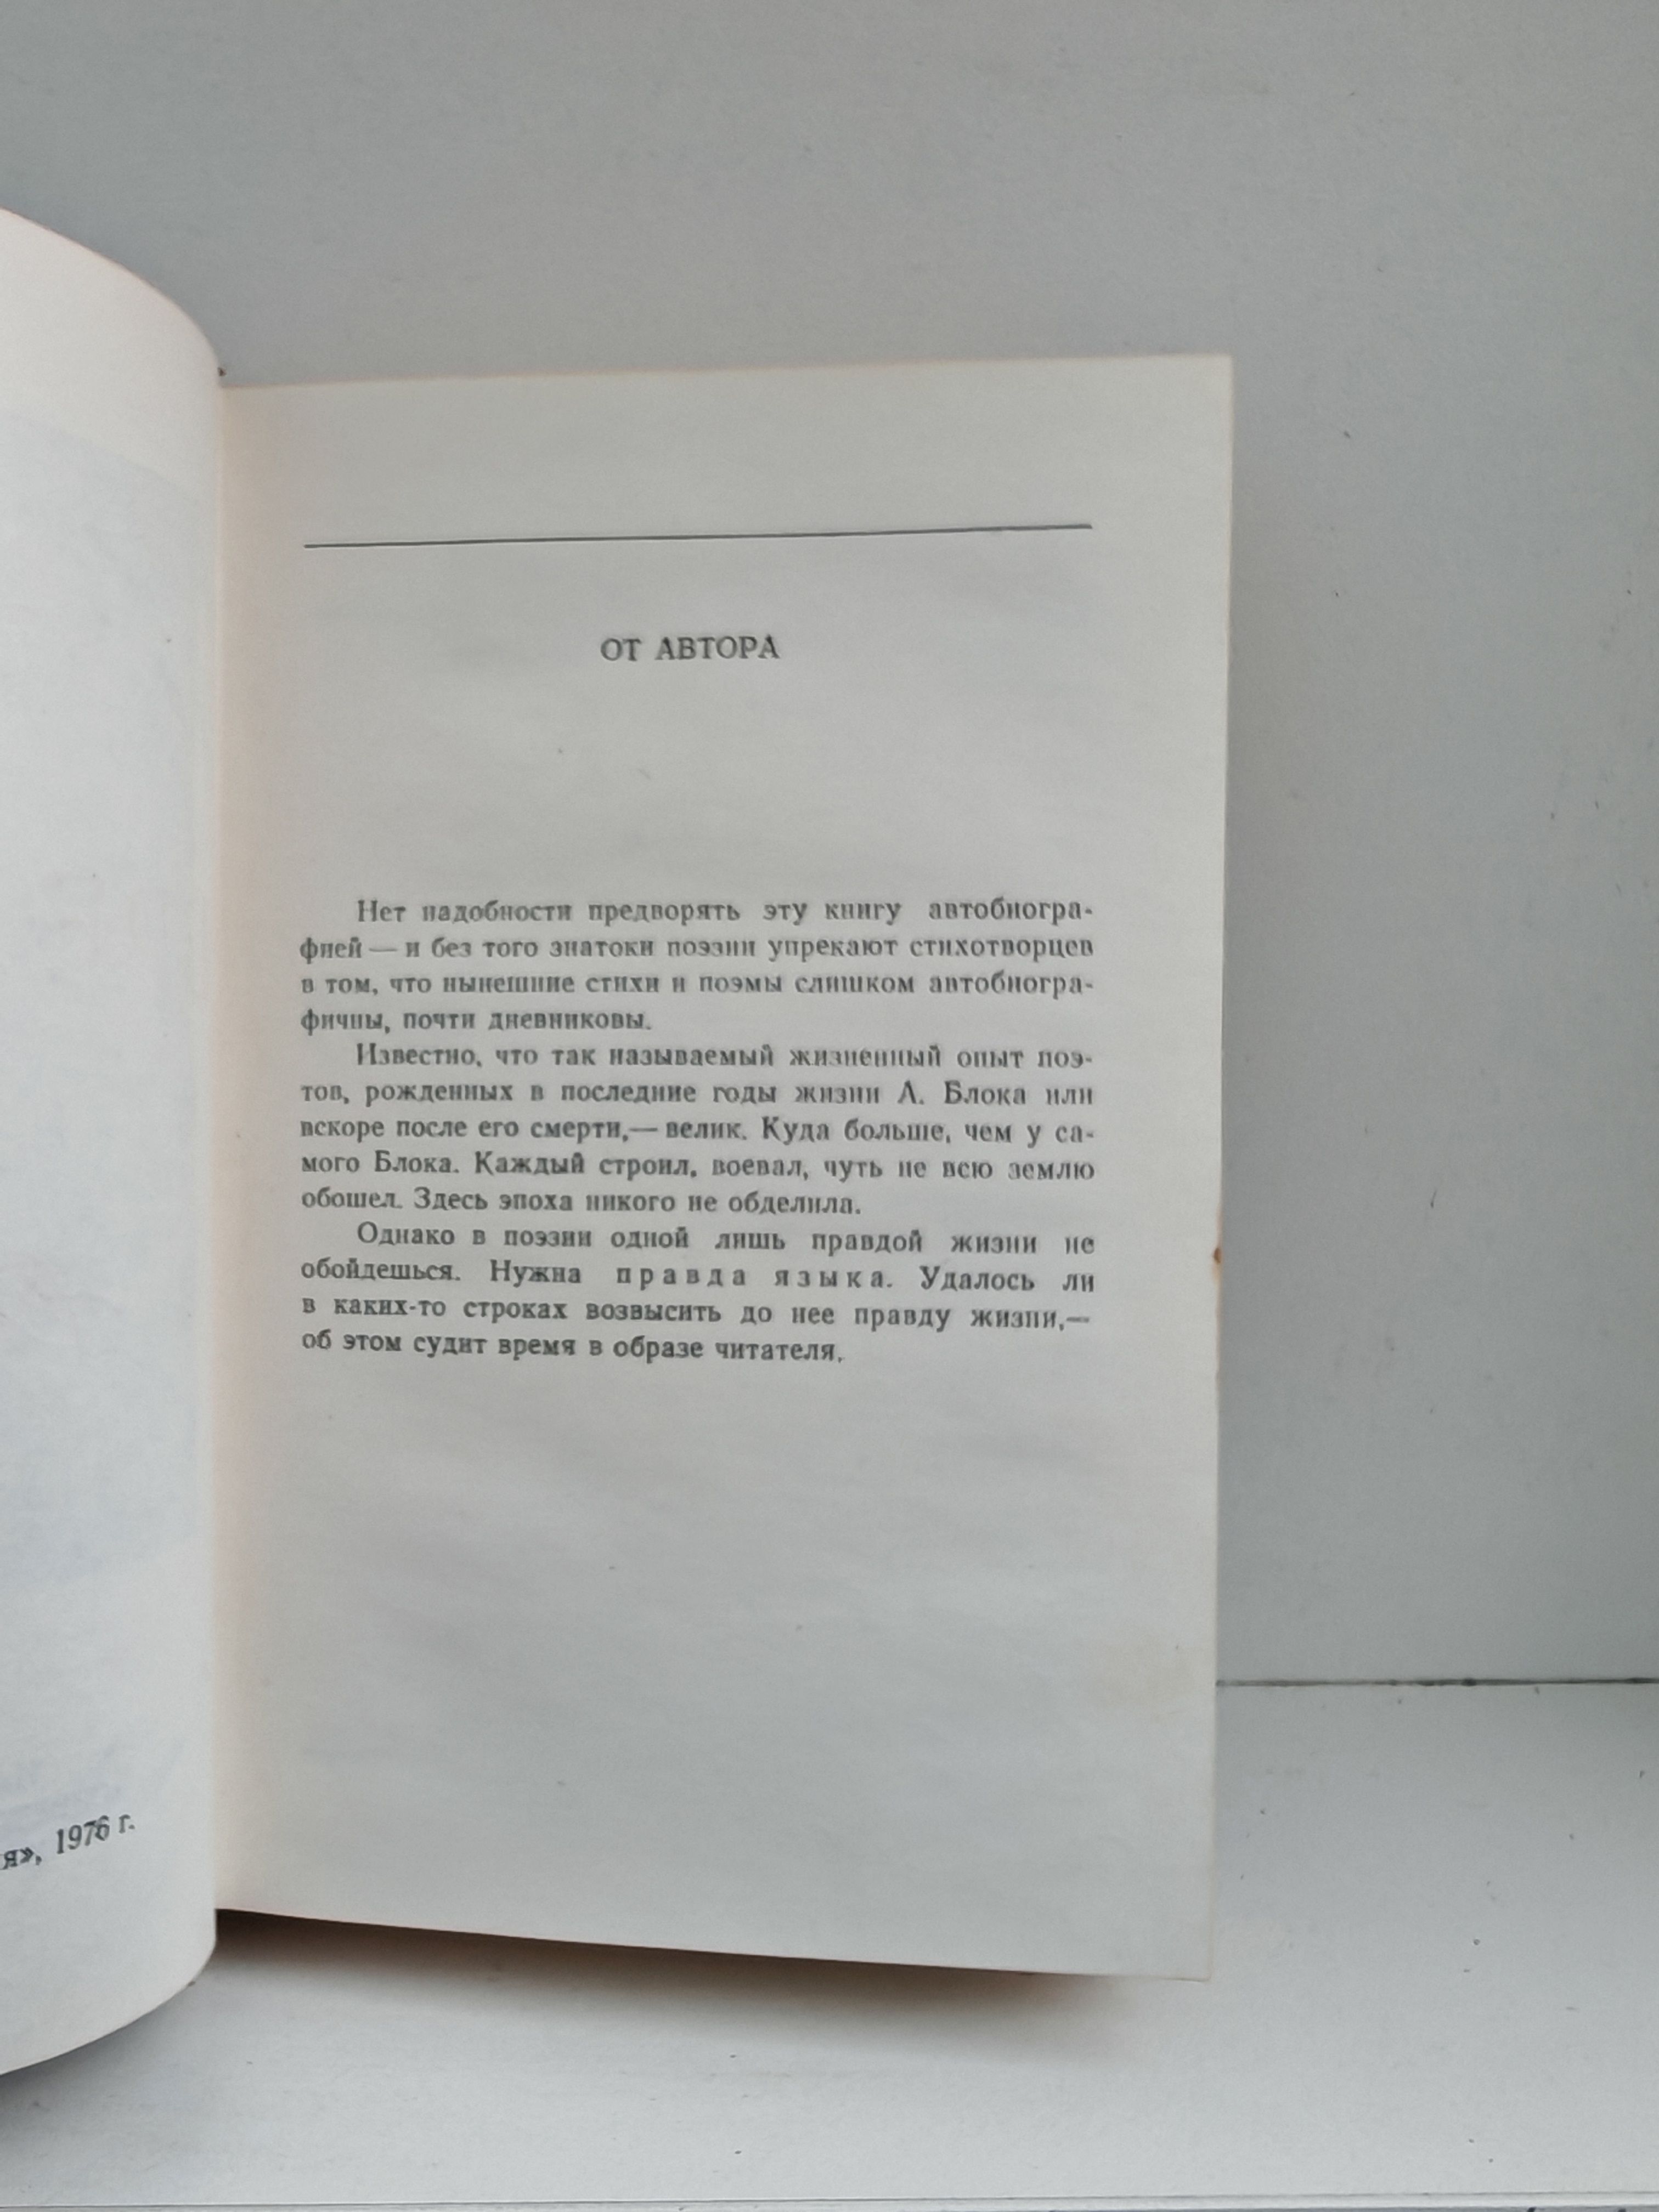 я», 1976 г.
ОТ АВТОРА
Нет надобности предворять эту книгу автобиогра-
фией — и без того знатоки поэзии упрекают стихотворцев
в том, что нынешние стихи и поэмы слишком автобиогра-
фичны, почти дневниковы.
Известно, что так называемый жизненный опыт поэ-
тов, рожденных в последние годы жизни А. Блока или
вскоре после его смерти,— велик. Куда больше, чем у са-
мого Блока. Каждый строил, воевал, чуть не всю землю
обошел. Здесь эпоха никого не обделила.
Однако в поэзии одной лишь правдой жизни не
обойдешься. Нужна правда языка. Удалось ли
в каких-то строках возвысить до нее правду жизни,—
об этом судит время в образе читателя.